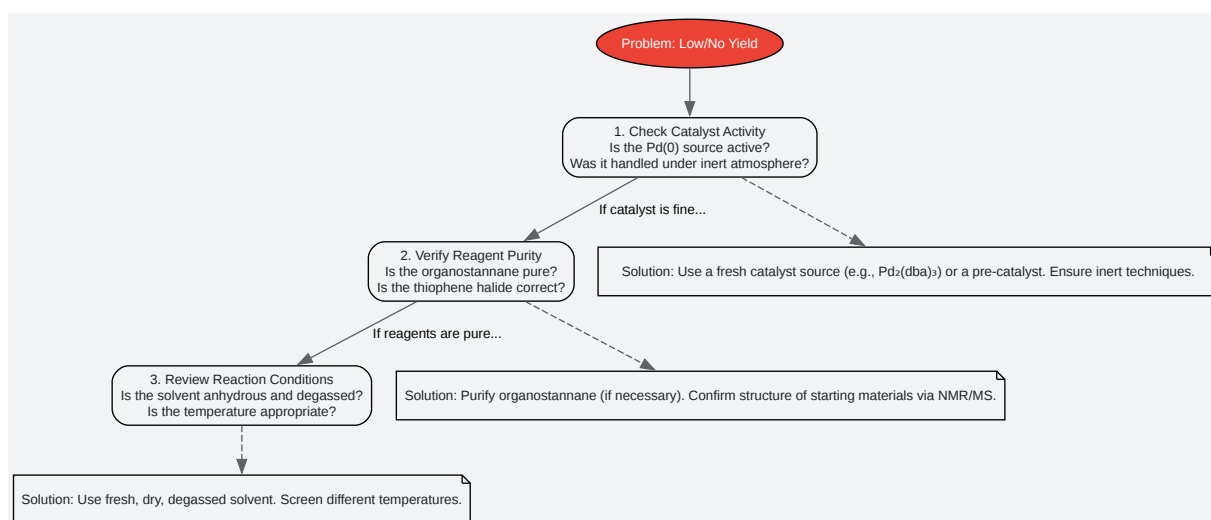 Problem: Low/No Yield
1. Check Catalyst Activity
Is the Pd(0) source active?
Was it handled under inert atmosphere?
If catalyst is fine...
2. Verify Reagent Purity
Is the organostannane pure?
Is the thiophene halide correct?
Solution: Use a fresh catalyst source (e.g., Pd₂(dba)₃) or a pre-catalyst. Ensure inert techniques.
If reagents are pure...
3. Review Reaction Conditions
Is the solvent anhydrous and degassed?
Is the temperature appropriate?
Solution: Purify organostannane (if necessary). Confirm structure of starting materials via NMR/MS.
Solution: Use fresh, dry, degassed solvent. Screen different temperatures.